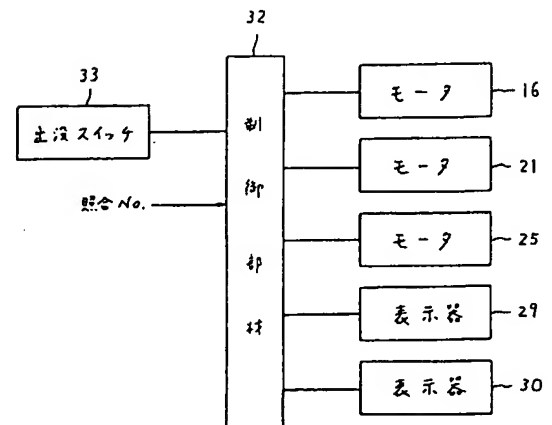 32
33
出没スイッチ
照合No.
制御部材
モータ
16
モータ
21
モータ
25
表示器
29
表示器
30